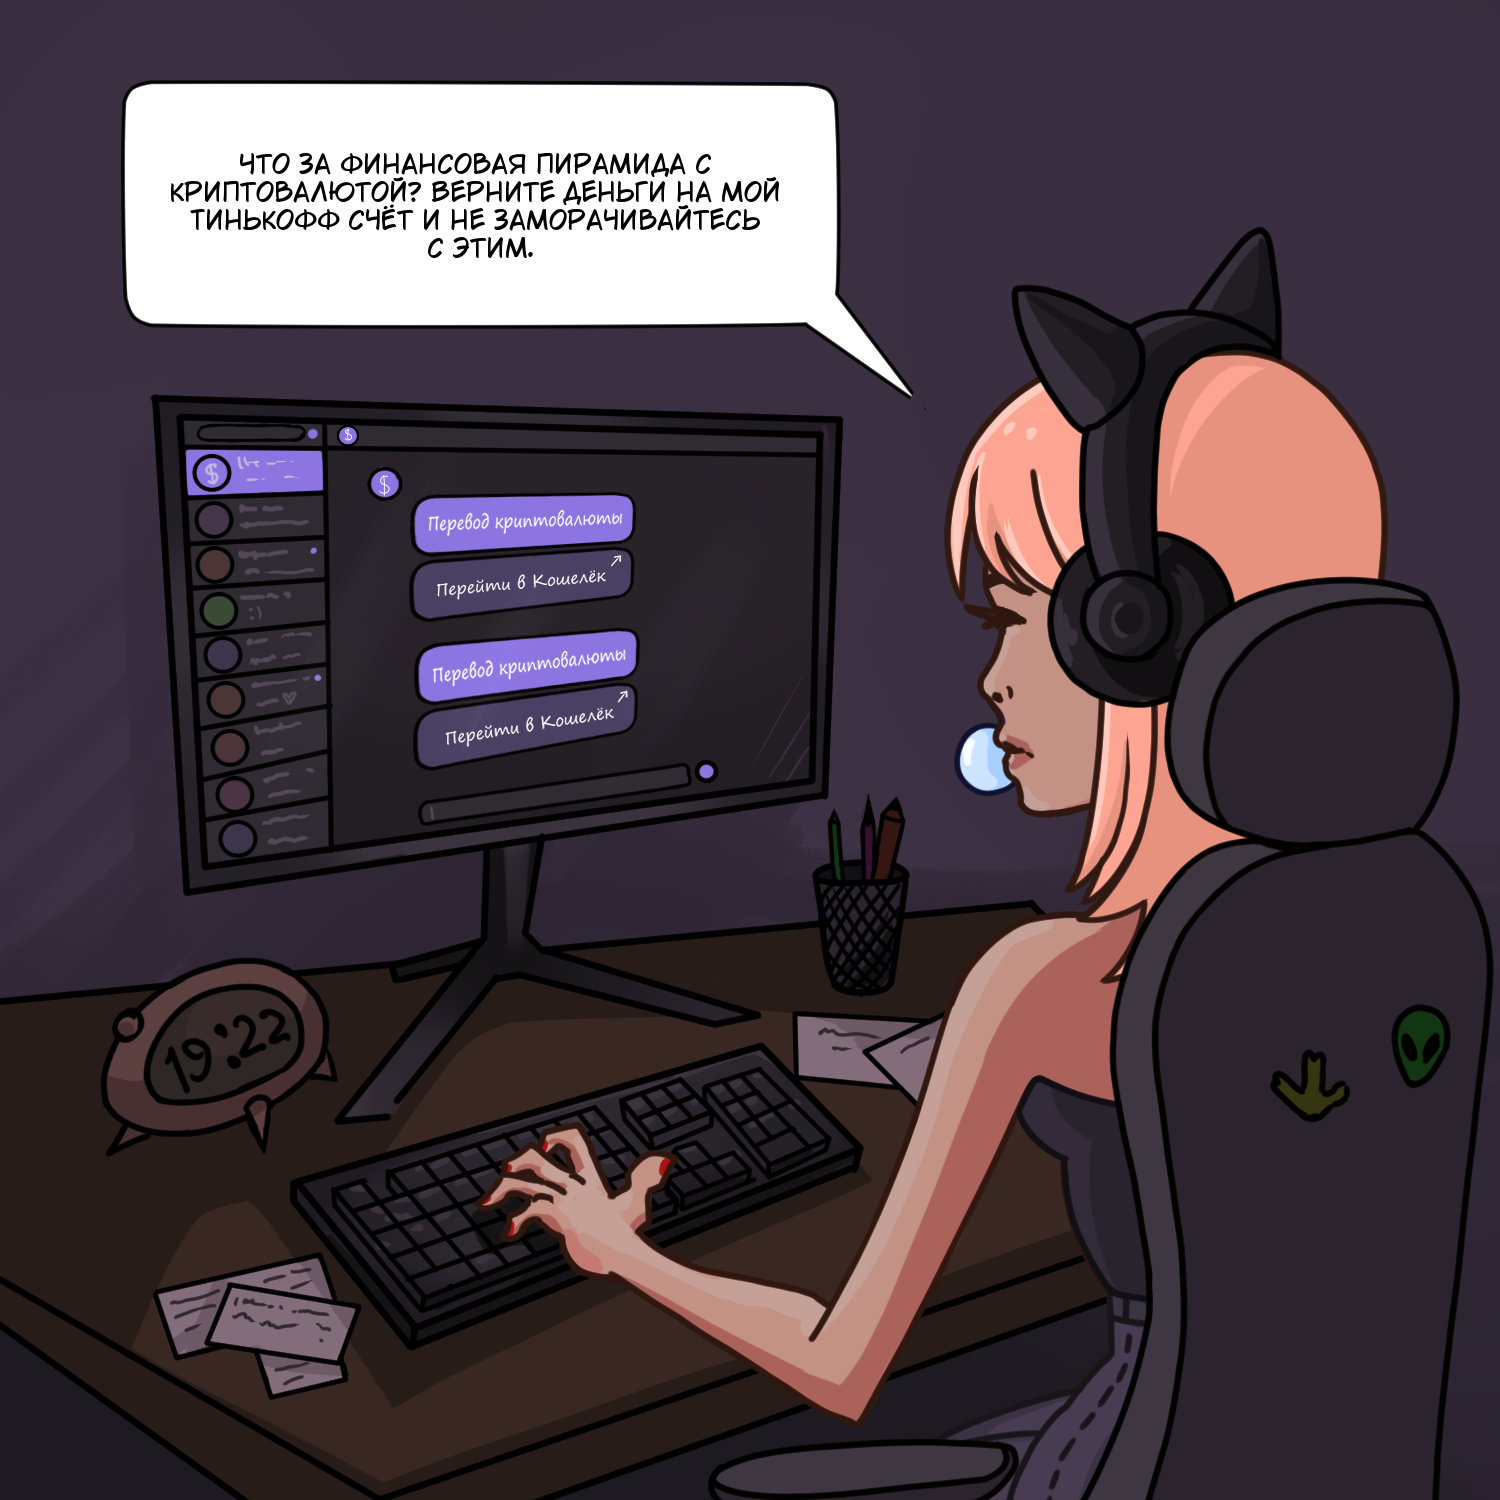 ЧТО ЗА ФИНАНСОВАЯ ПИРАМИДА С
КРИПТОВАЛЮТОЙ? ВЕРНИТЕ ДЕНЬГИ НА МОЙ
ТИНЬКОФФ СЧЁТ И НЕ ЗАМОРАЧИВАЙТЕСЬ
С ЭТИМ.
$
$
$
Перевод криптовалюты
Перейти в Кошелёк
Перевод криптовалюты
Перейти в Кошелёк
:)
19:22